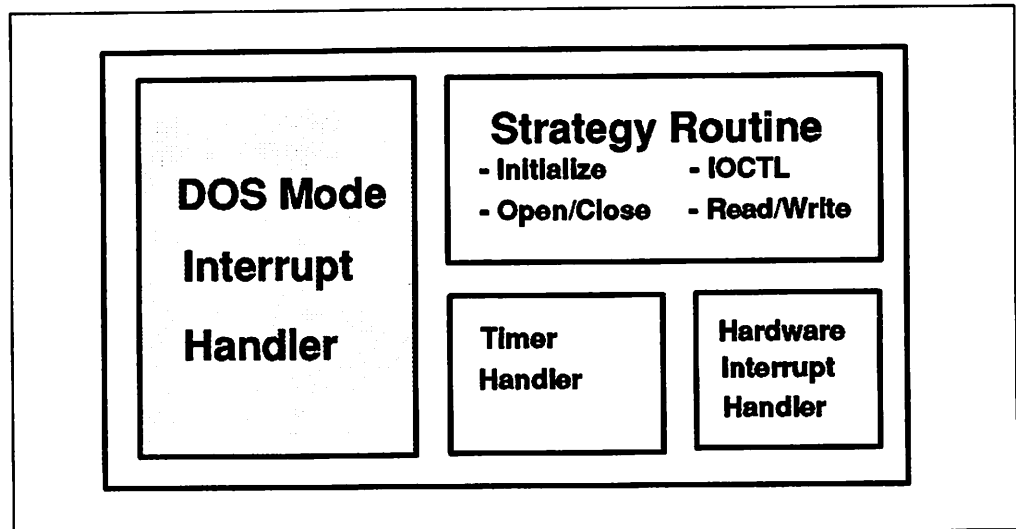 DOS Mode
Interrupt
Handler
Strategy Routine
- Initialize - IOCTL
- Open/Close - Read/Write
Timer
Handler
Hardware
Interrupt
Handler